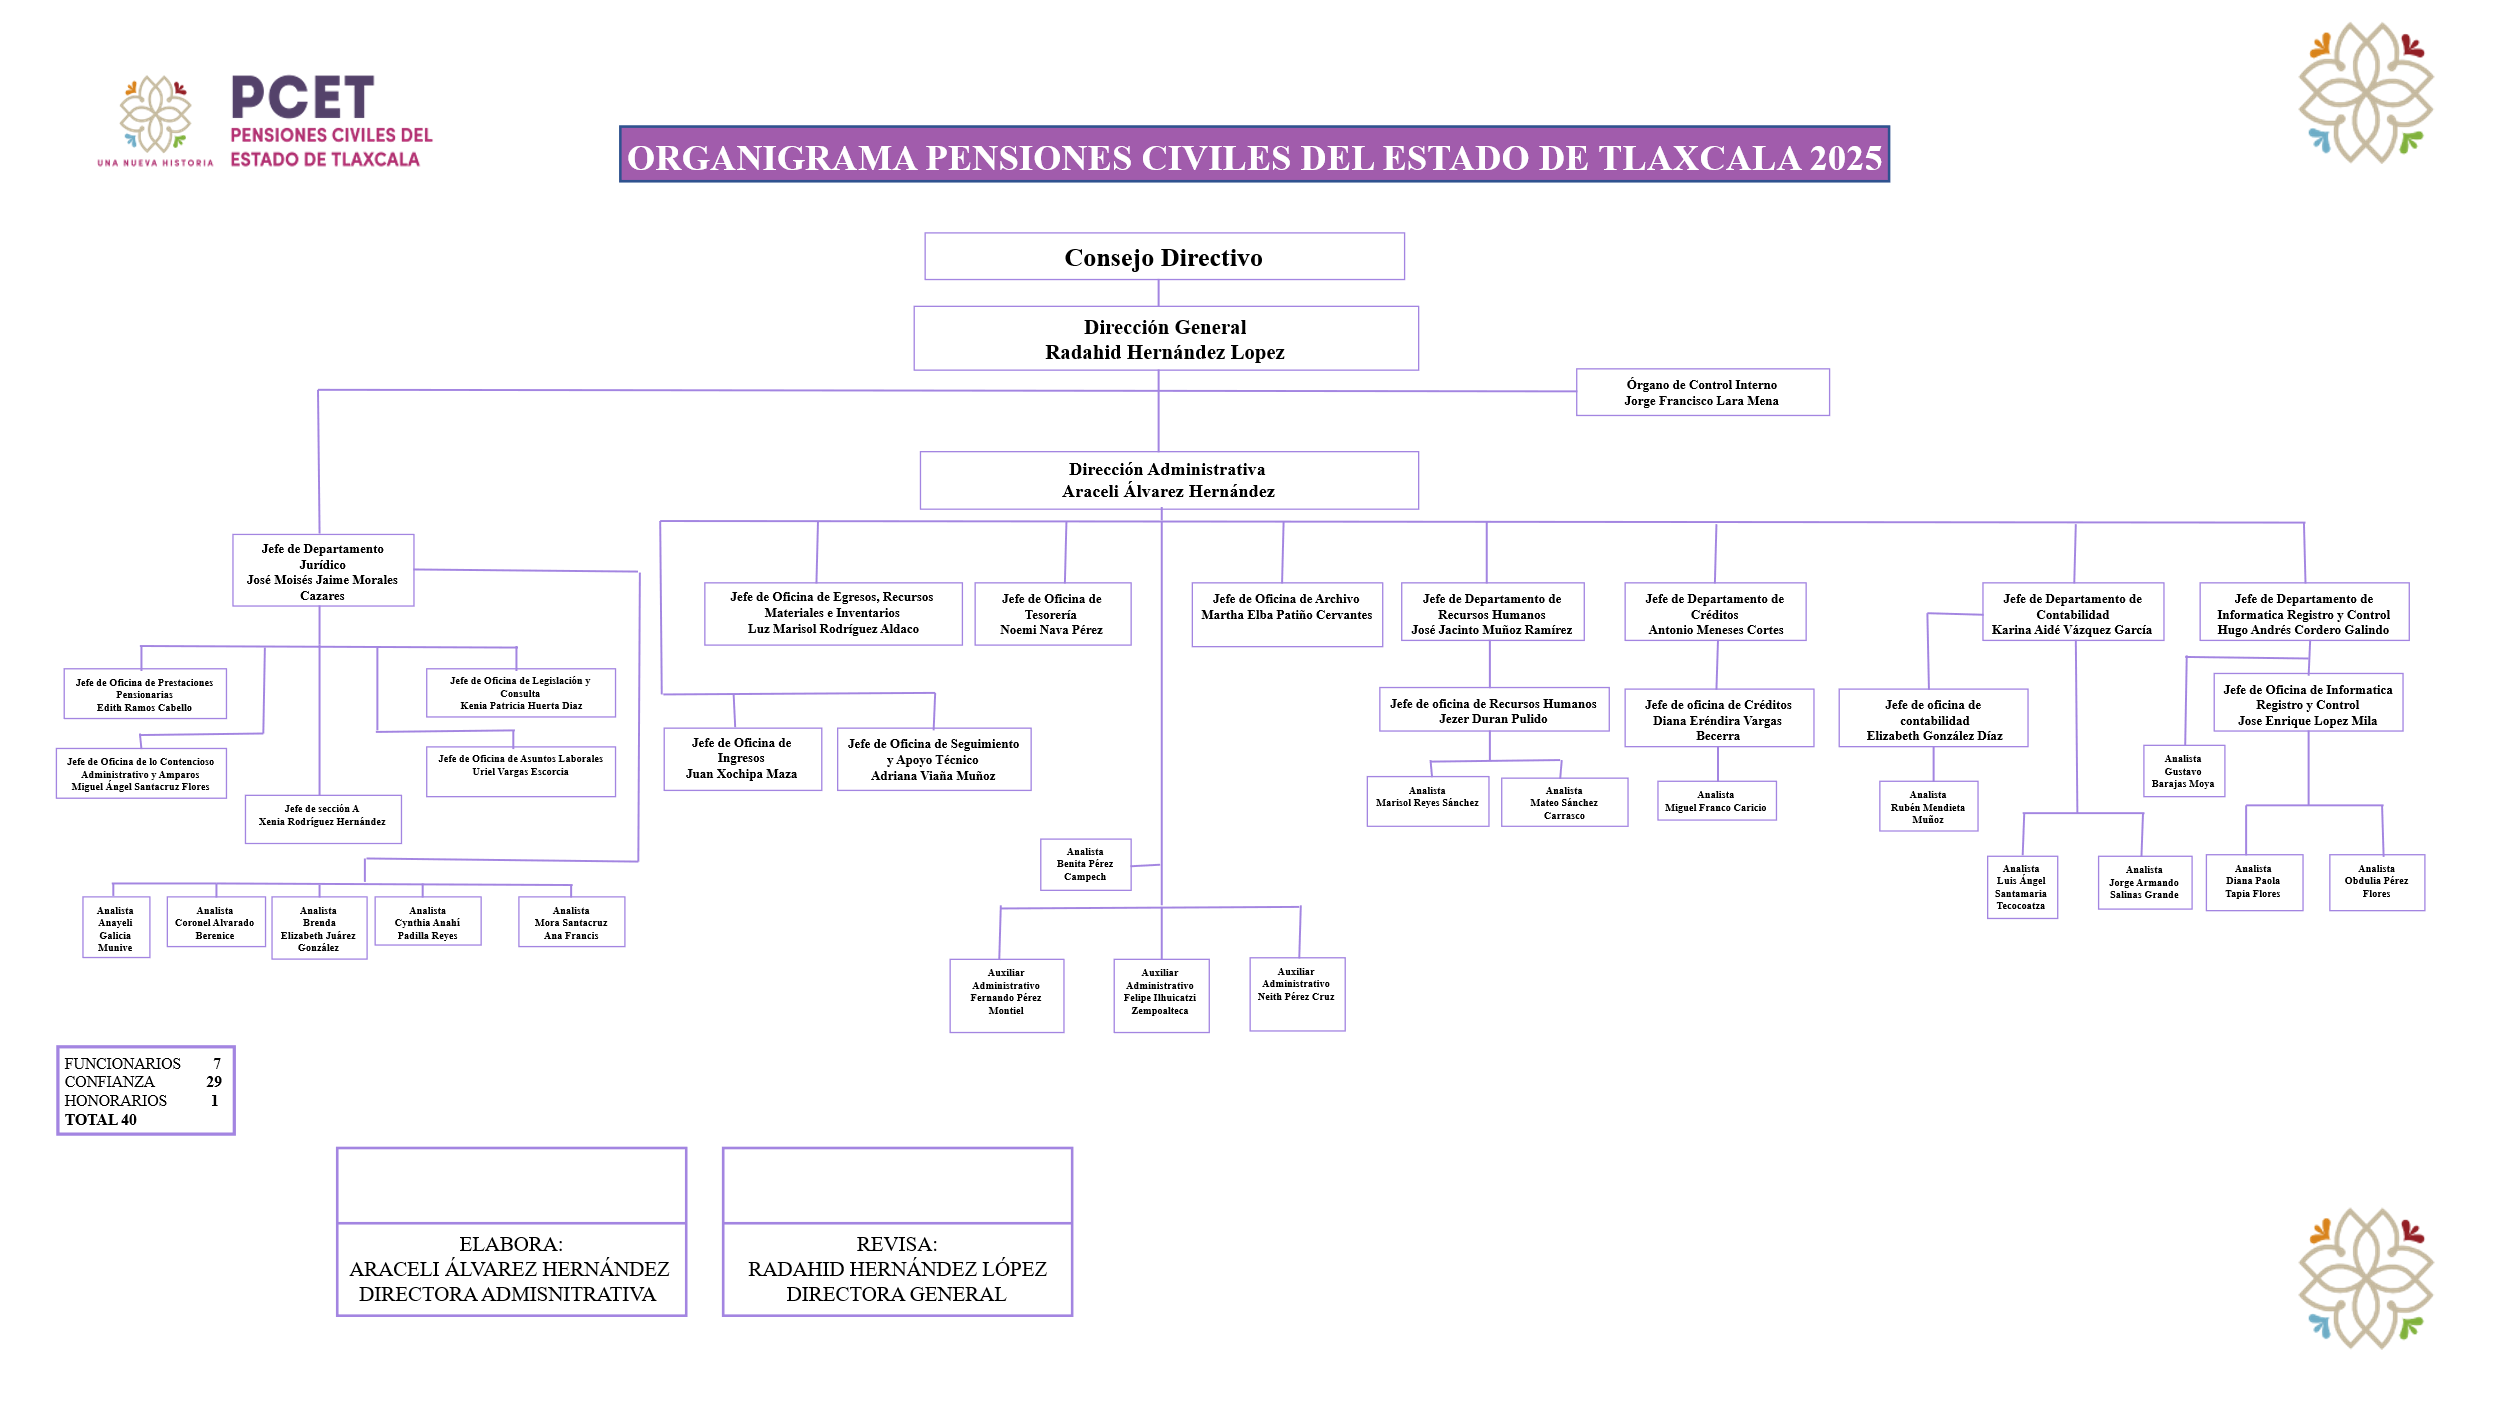 PCET
PENSIONES CIVILES DEL
ESTADO DE TLAXCALA
UNA NUEVA HISTORIA
ORGANIGRAMA PENSIONES CIVILES DEL ESTADO DE TLAXCALA 2025
Consejo Directivo
Dirección General
Radahid Hernández Lopez
Órgano de Control Interno
Jorge Francisco Lara Mena
Dirección Administrativa
Araceli Álvarez Hernández
Jefe de Departamento
Jurídico
José Moisés Jaime Morales
Cazares
Jefe de Oficina de Egresos, Recursos
Materiales e Inventarios
Luz Marisol Rodríguez Aldaco
Jefe de Oficina de
Tesorería
Noemi Nava Pérez
Jefe de Oficina de Archivo
Martha Elba Patiño Cervantes
Jefe de Departamento de
Recursos Humanos
José Jacinto Muñoz Ramírez
Jefe de Departamento de
Créditos
Antonio Meneses Cortes
Jefe de Departamento de
Contabilidad
Karina Aidé Vázquez García
Jefe de Departamento de
Informatica Registro y Control
Hugo Andrés Cordero Galindo
Jefe de Oficina de Prestaciones
Pensionarias
Edith Ramos Cabello
Jefe de Oficina de Legislación y
Consulta
Kenia Patricia Huerta Diaz
Jefe de Oficina de lo Contencioso
Administrativo y Amparos
Miguel Ángel Santacruz Flores
Jefe de Oficina de Asuntos Laborales
Uriel Vargas Escorcia
Jefe de sección A
Xenia Rodríguez Hernández
Jefe de Oficina de
Ingresos
Juan Xochipa Maza
Jefe de Oficina de Seguimiento
y Apoyo Técnico
Adriana Viaña Muñoz
Jefe de oficina de Recursos Humanos
Jezer Duran Pulido
Jefe de oficina de Créditos
Diana Eréndira Vargas
Becerra
Jefe de oficina de
contabilidad
Elizabeth González Díaz
Jefe de Oficina de Informatica
Registro y Control
Jose Enrique Lopez Mila
Analista
Gustavo
Barajas Moya
Analista
Marisol Reyes Sánchez
Analista
Mateo Sánchez
Carrasco
Analista
Miguel Franco Caricio
Analista
Rubén Mendieta
Muñoz
Analista
Benita Pérez
Campech
Analista
Luis Ángel
Santamaria
Tecocoatza
Analista
Jorge Armando
Salinas Grande
Analista
Diana Paola
Tapia Flores
Analista
Obdulia Pérez
Flores
Analista
Anayeli
Galicia
Munive
Analista
Coronel Alvarado
Berenice
Analista
Brenda
Elizabeth Juárez
González
Analista
Cynthia Anahí
Padilla Reyes
Analista
Mora Santacruz
Ana Francis
Auxiliar
Administrativo
Fernando Pérez
Montiel
Auxiliar
Administrativo
Felipe Ilhuicatzi
Zempoalteca
Auxiliar
Administrativo
Neith Pérez Cruz
FUNCIONARIOS 7
CONFIANZA 29
HONORARIOS 1
TOTAL 40
ELABORA:
ARACELI ÁLVAREZ HERNÁNDEZ
DIRECTORA ADMISNITRATIVA
REVISA:
RADAHID HERNÁNDEZ LÓPEZ
DIRECTORA GENERAL